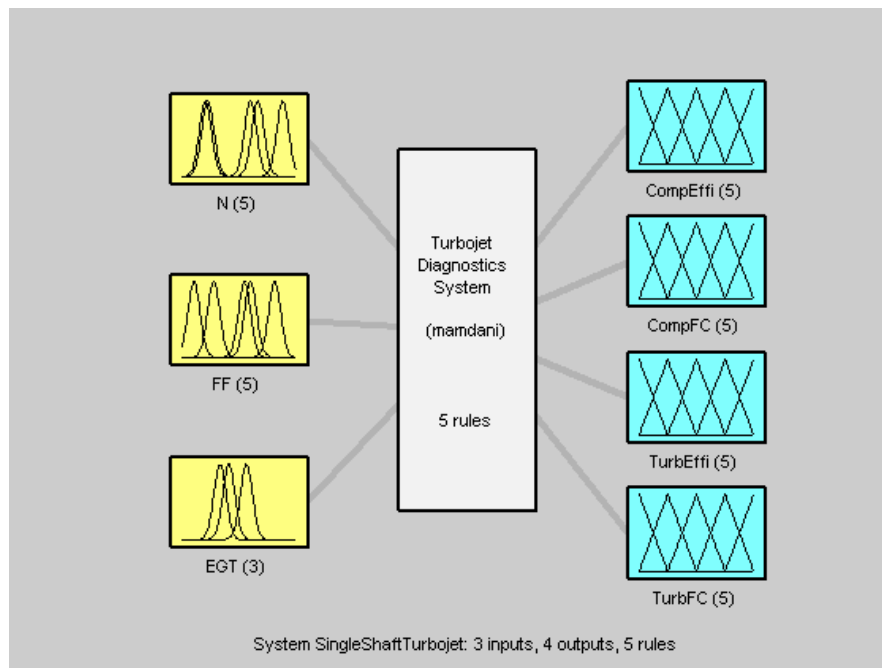 N (5)
FF (5)
EGT (3)
Turbojet
Diagnostics
System
(mamdani)
5 rules
CompEffi (5)
CompFC (5)
TurbEffi (5)
TurbFC (5)
System SingleShaftTurbojet: 3 inputs, 4 outputs, 5 rules